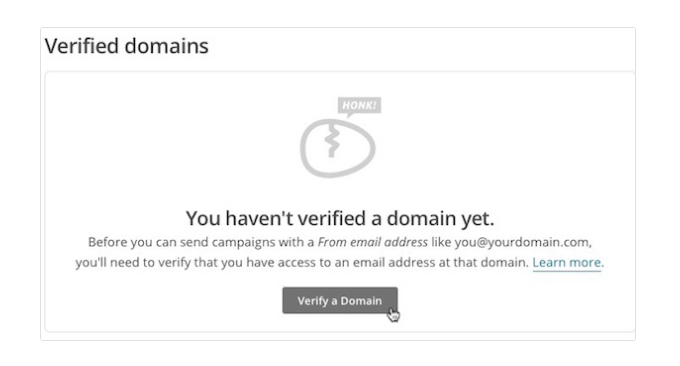 Verified domains
HONK!
You haven't verified a domain yet.
Before you can send campaigns with a From email address like you@yourdomain.com,
you'll need to verify that you have access to an email address at that domain. Learn more.
Verify a Domain